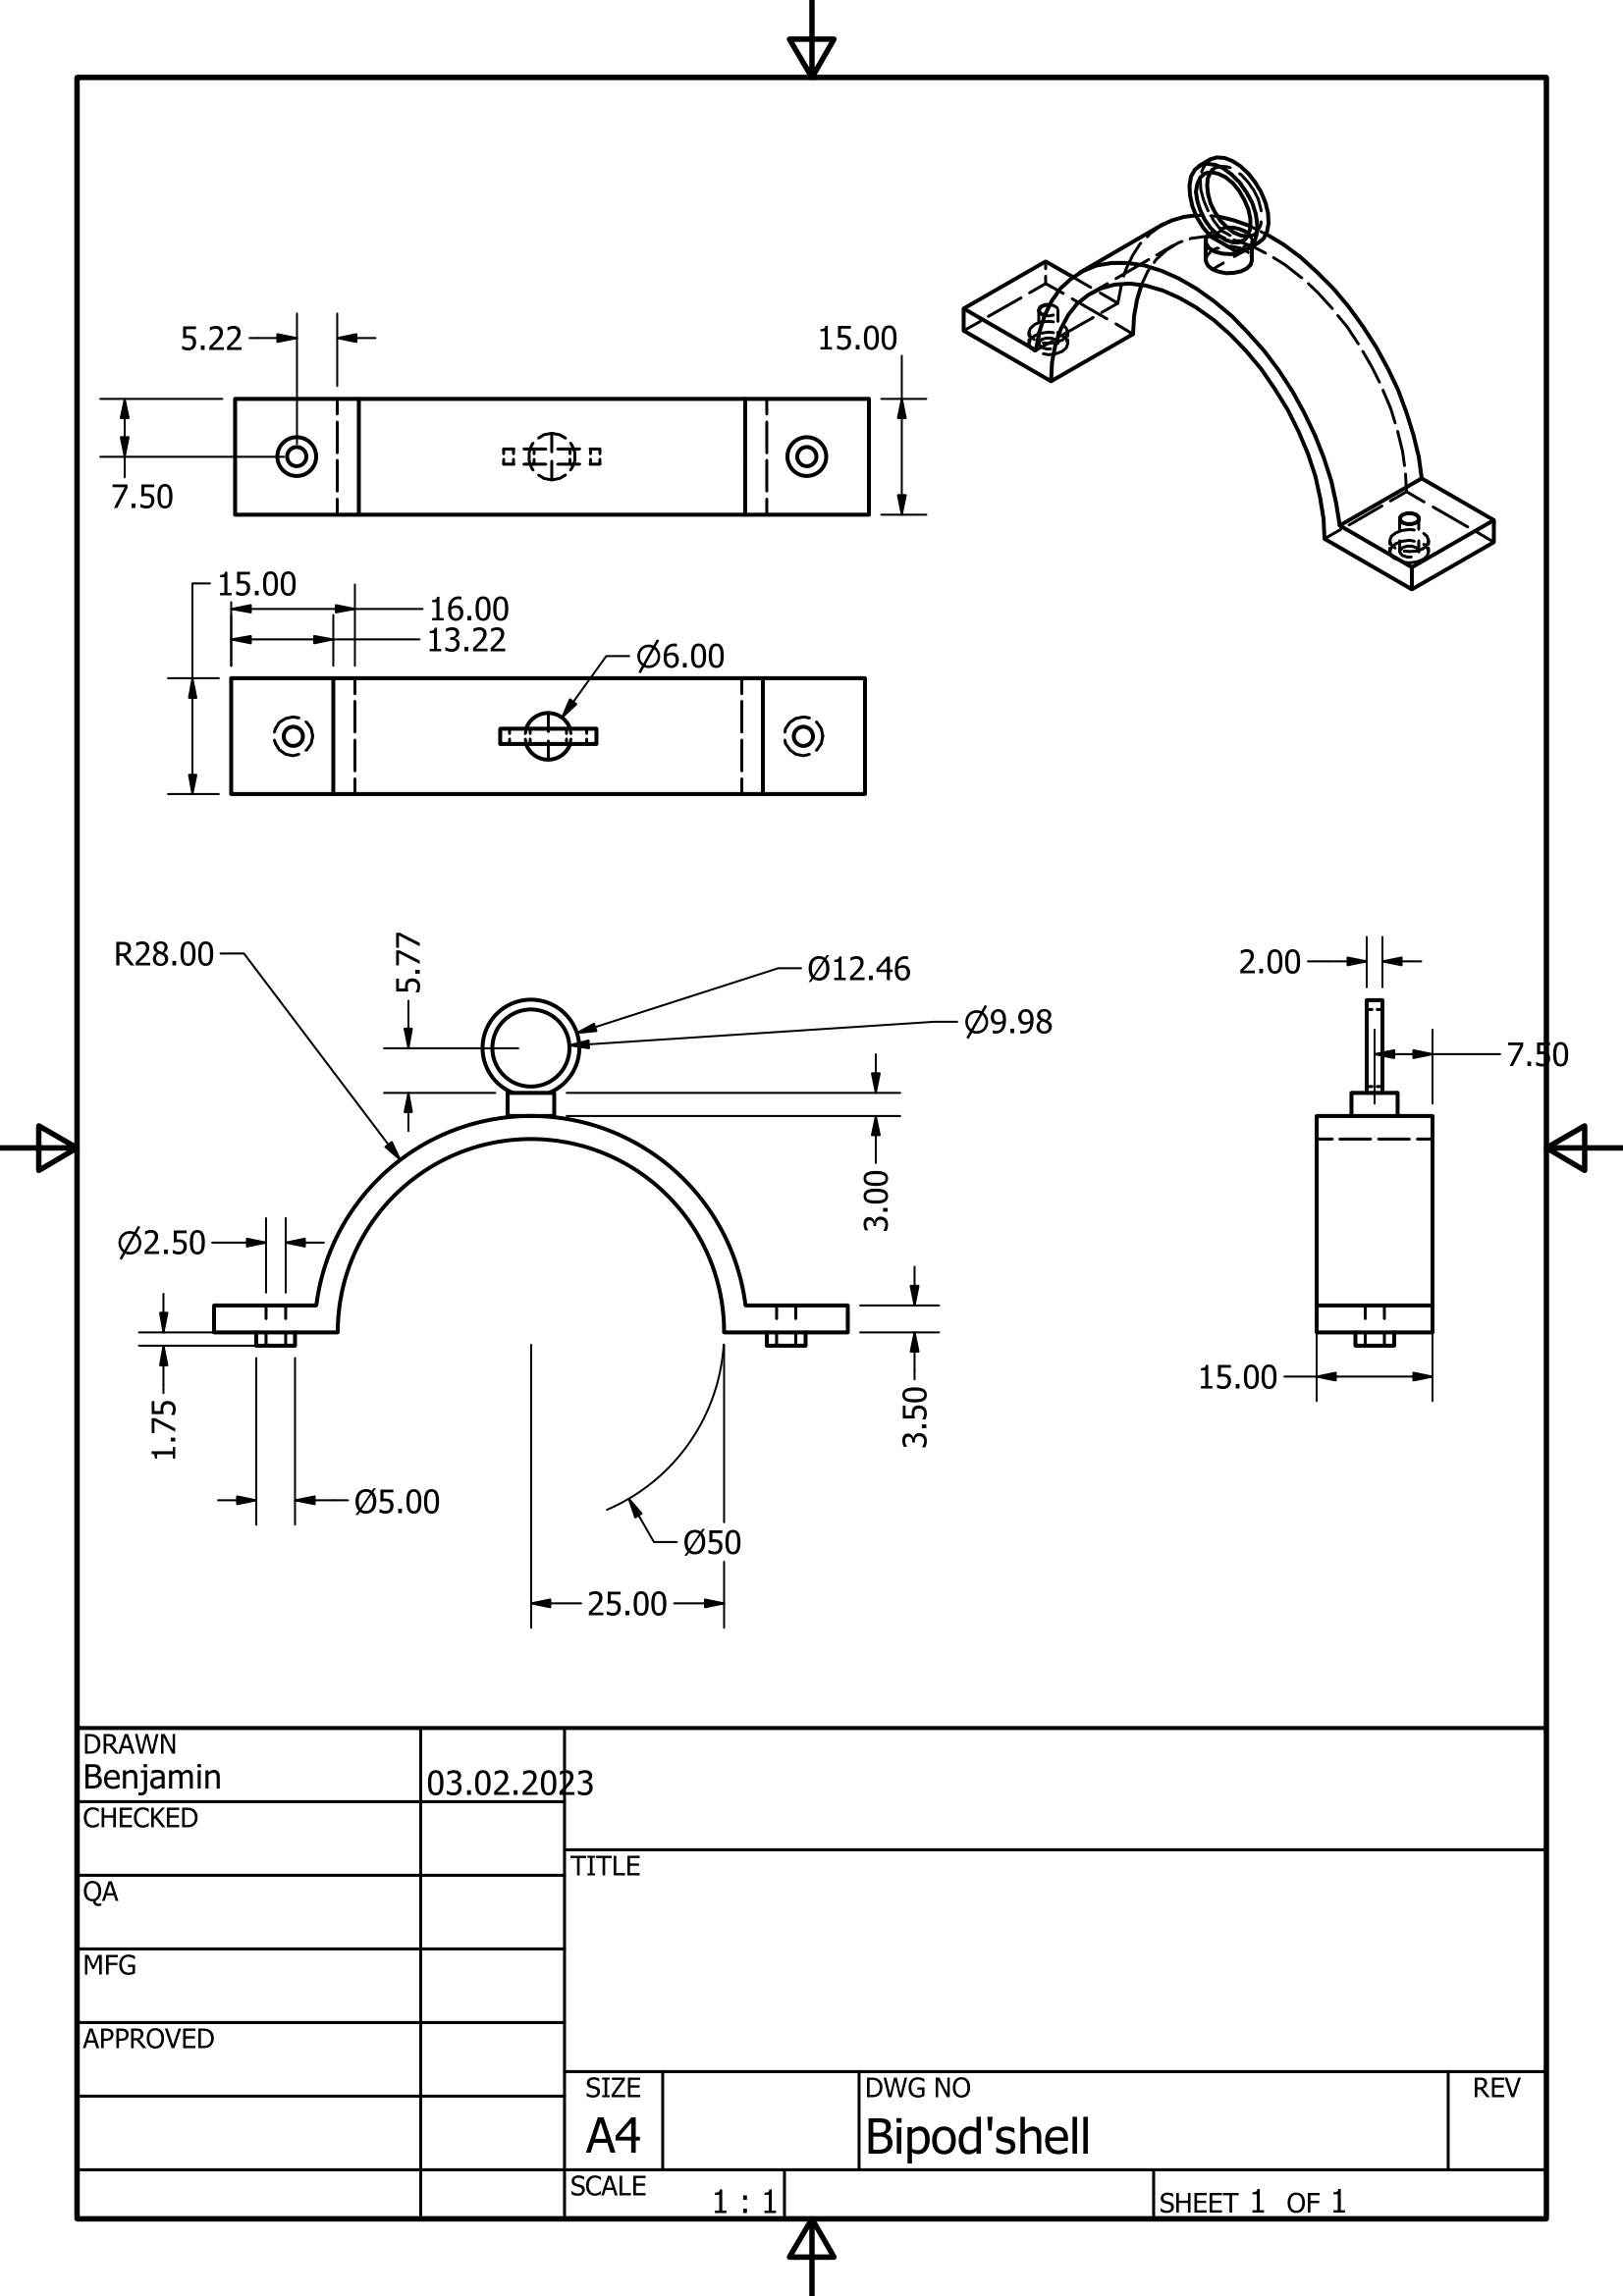 5.22
15.00
7.50
15.00
16.00
13.22
Ø6.00
R28.00
5.77
Ø12.46
Ø9.98
2.00
7.50
3.00
Ø2.50
1.75
3.50
15.00
Ø5.00
Ø50
25.00
DRAWN
Benjamin
03.02.2023
CHECKED
QA
MFG
APPROVED
TITLE
SIZE
A4
DWG NO
Bipod'shell
REV
SCALE
1 : 1
SHEET 1 OF 1